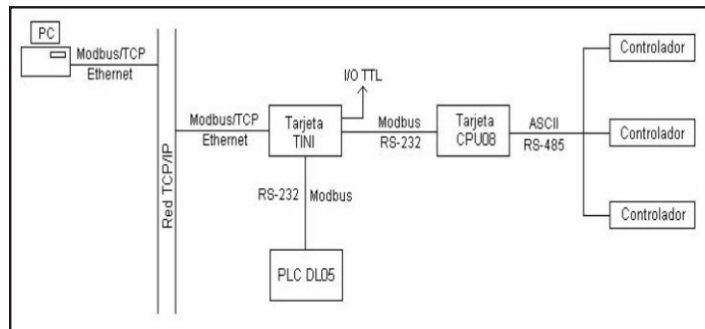 PC
Modbus/TCP
Ethernet
Red TCP/IP
Modbus/TCP
Ethernet
I/O TTL
Tarjeta
TINI
Modbus
RS-232
Tarjeta
CPU08
ASCII
RS-485
Controlador
Controlador
Controlador
RS-232
Modbus
PLC DL05